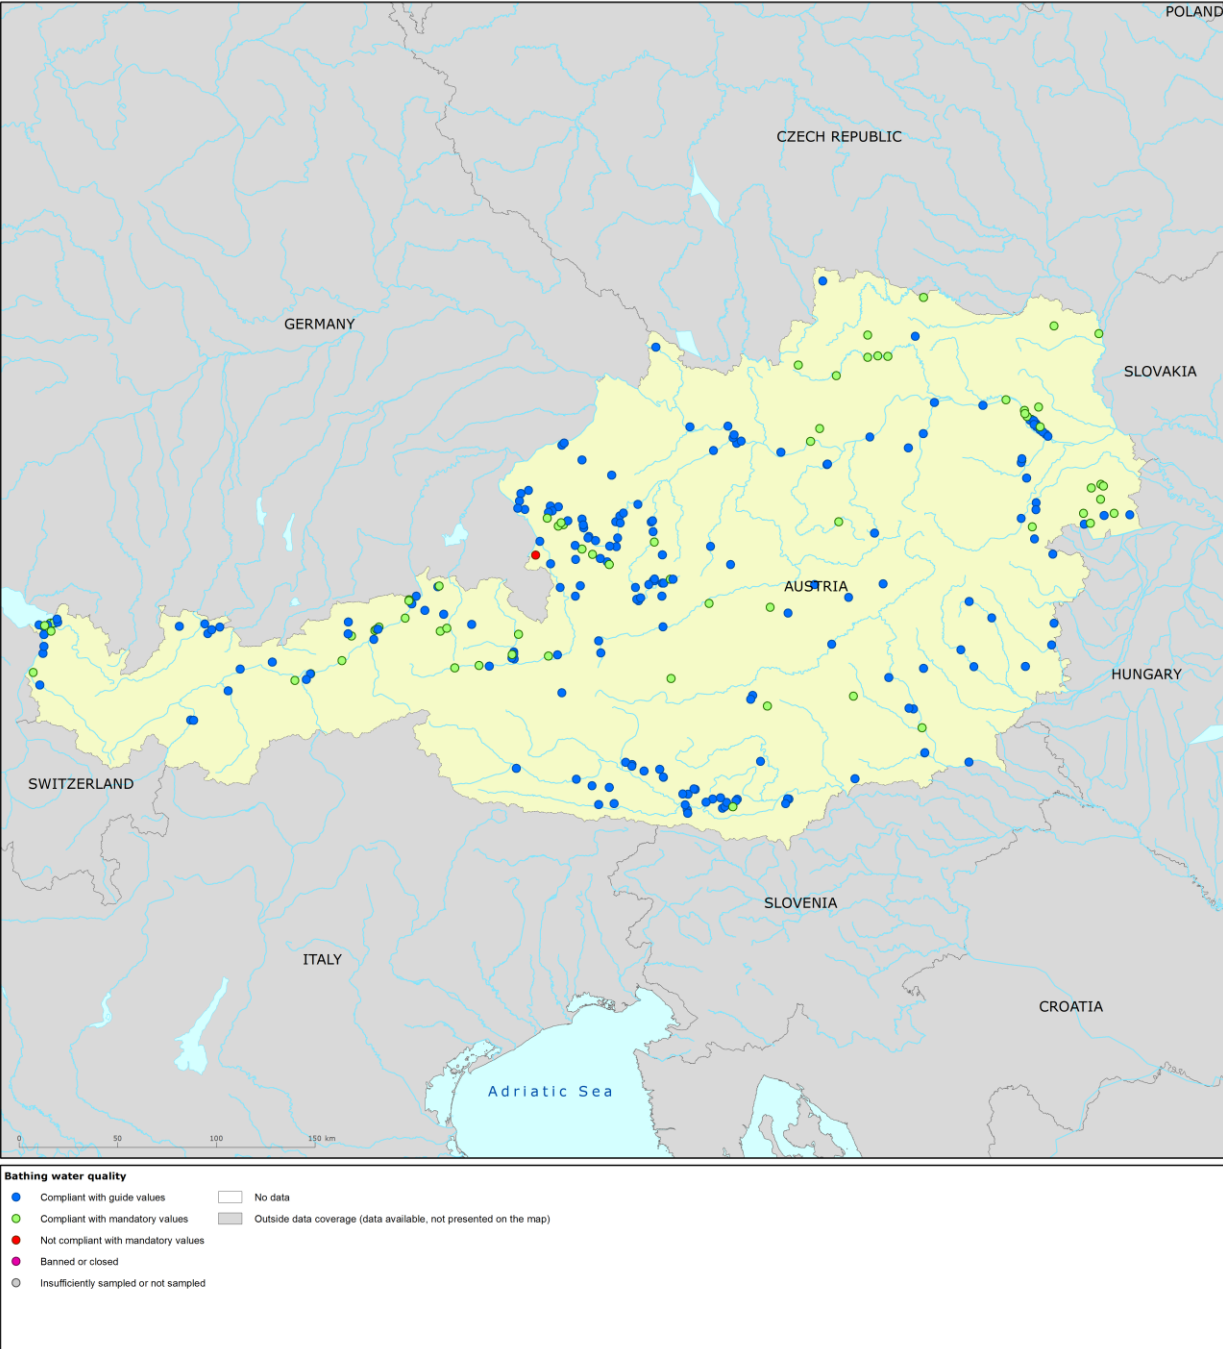 POLAND
CZECH REPUBLIC
GERMANY
SLOVAKIA
AUSTRIA
HUNGARY
SWITZERLAND
SLOVENIA
ITALY
CROATIA
Adriatic Sea
0 50 100 150 km
Bathing water quality
Compliant with guide values
No data
Compliant with mandatory values
Outside data coverage (data available, not presented on the map)
Not compliant with mandatory values
Banned or closed
Insufficiently sampled or not sampled